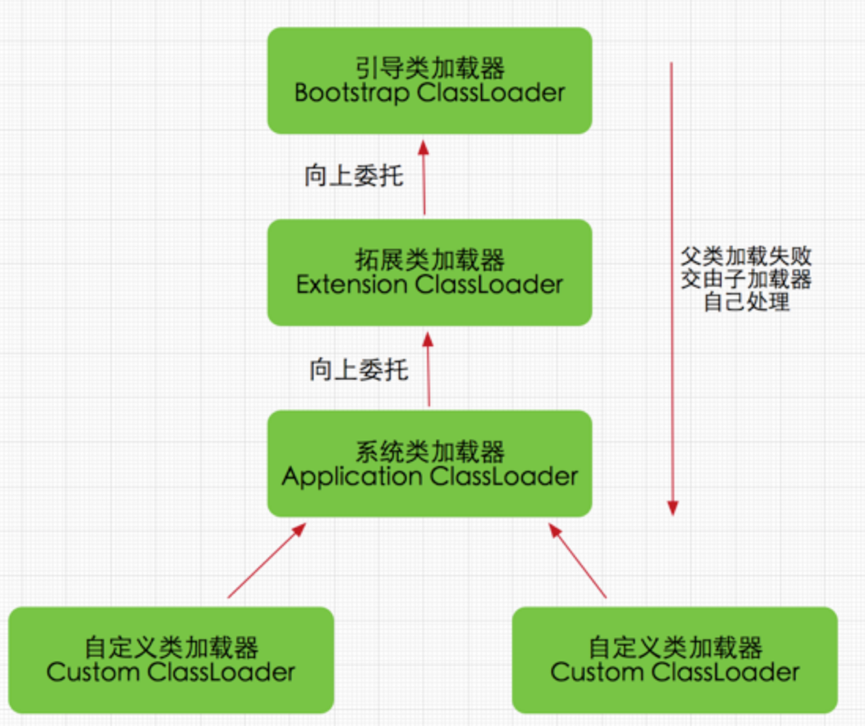 引导类加载器
Bootstrap ClassLoader
向上委托
拓展类加载器
Extension ClassLoader
父类加载失败
交由子加载器
自己处理
向上委托
系统类加载器
Application ClassLoader
自定义类加载器
Custom ClassLoader
自定义类加载器
Custom ClassLoader